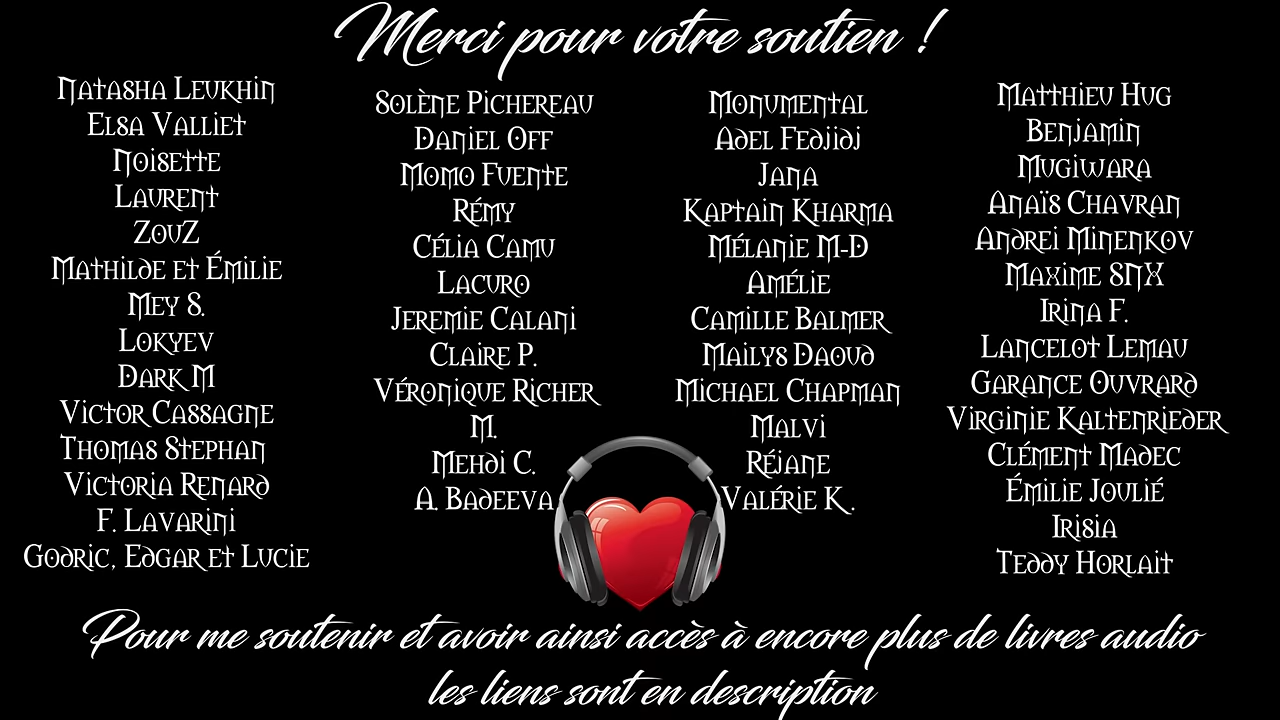 Merci pour votre soutien !
Natasha Leukhin
Elsa Valliet
Noisette
Laurent
ZouZ
Mathilde et Émilie
Mey S.
Lokyev
Dark M
Victor Cassagne
Thomas Stephan
Victoria Renard
F. Lavarini
Godric, Edgar et Lucie
Solène Pichereau
Daniel Off
Momo Fuente
Rémy
Célia Camu
Lacuro
Jeremie Calani
Claire P.
Véronique Richer
M.
Mehdi C.
A. Badeeva
Monumental
Adel Fedjidj
Jana
Kaptain Kharma
Mélanie M-D
Amélie
Camille Balmer
Mailys Daoud
Michael Chapman
Malvi
Réjane
Valérie K.
Matthieu Hug
Benjamin
Mugiwara
Anaïs Chavran
Andrei Minenkov
Maxime SNX
Irina F.
Lancelot Lemau
Garance Ouvrard
Virginie Kaltenrieder
Clément Madec
Émilie Joulié
Irisia
Teddy Horlait
Pour me soutenir et avoir ainsi accès à encore plus de livres audio
les liens sont en description